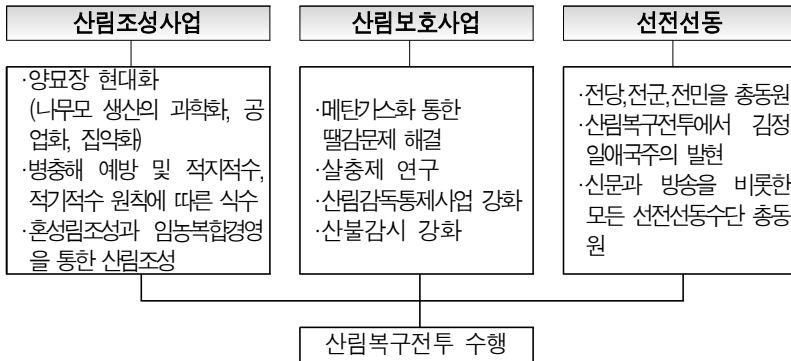 산림조성사업
·양묘장 현대화
(나무모 생산의 과학화, 공
업화, 집약화)
·병충해 예방 및 적지적수,
적기적수 원칙에 따른 식수
·혼성림조성과 임농복합경영
을 통한 산림조성
산림보호사업
·메탄가스화 통한
땔감문제 해결
·살충제 연구
·산림감독통제사업 강화
·산불감시 강화
선전선동
·전당,전군,전민을 총동원
·산림복구전투에서 김정
일애국주의 발현
·신문과 방송을 비롯한
모든 선전선동수단 총동
원
산림복구전투 수행